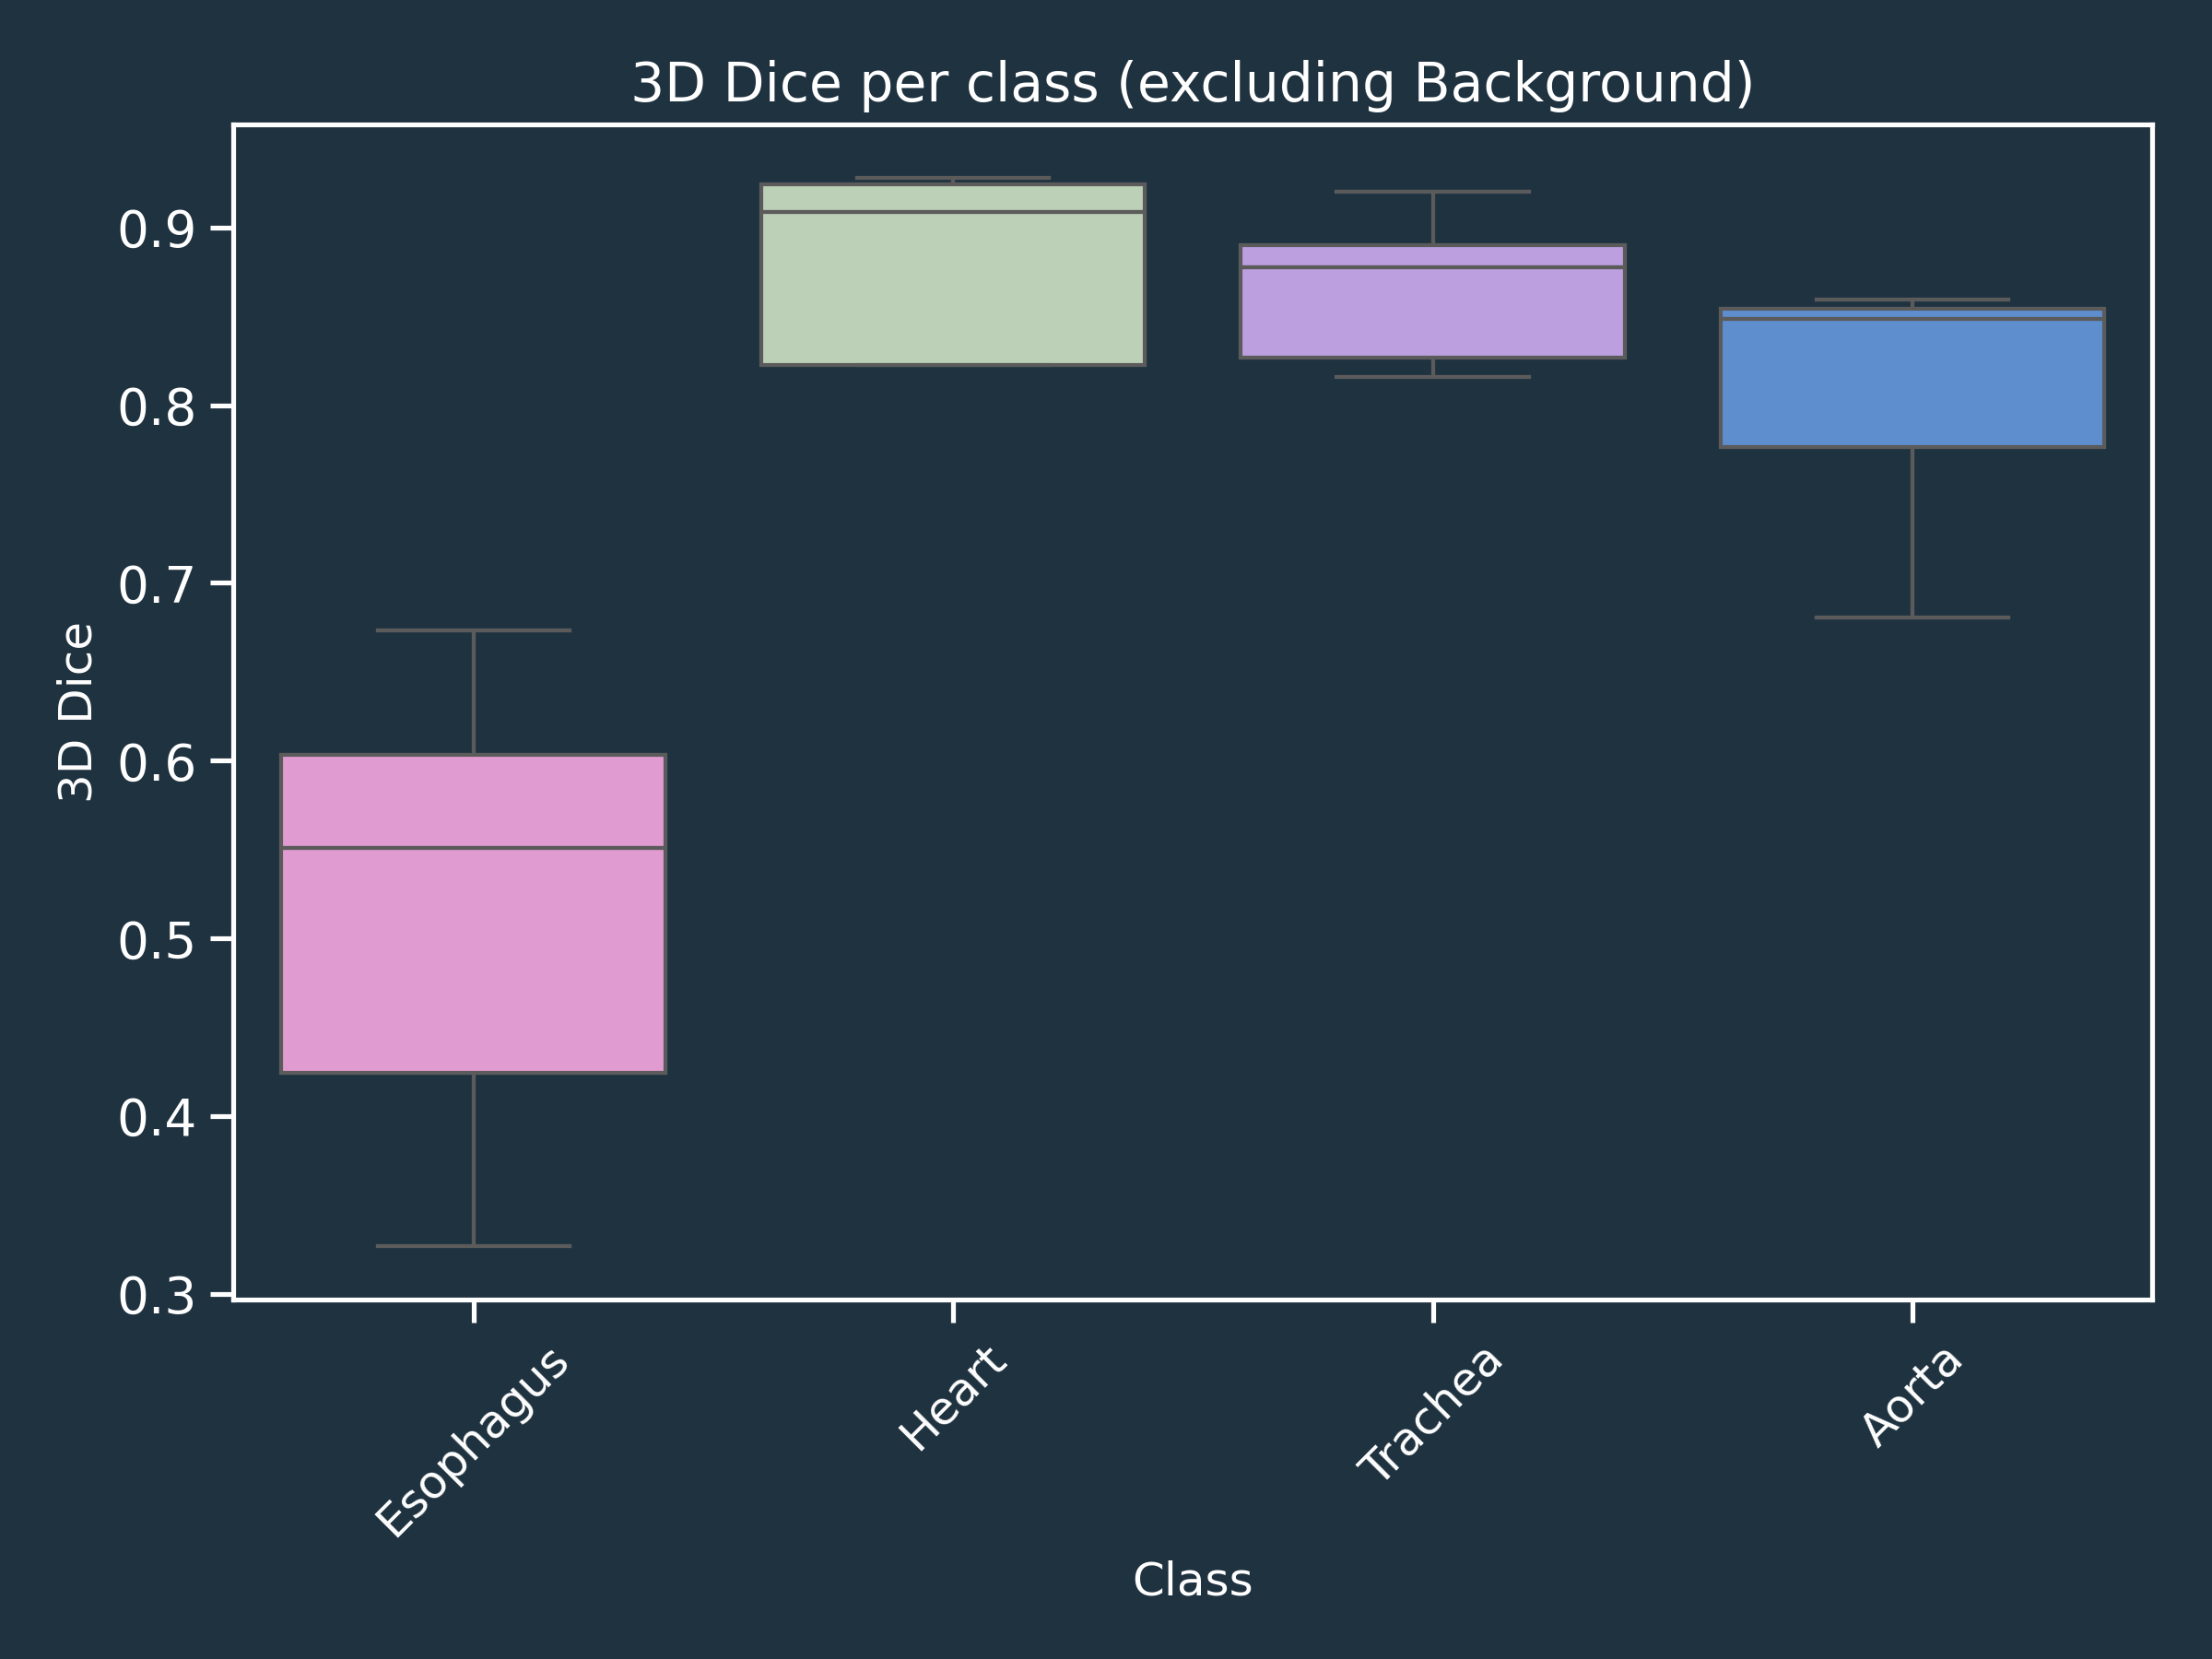 3D Dice per class (excluding Background)
3D Dice
0.9
0.8
0.7
0.6
0.5
0.4
0.3
Esophagus
Heart
Trachea
Aorta
Class